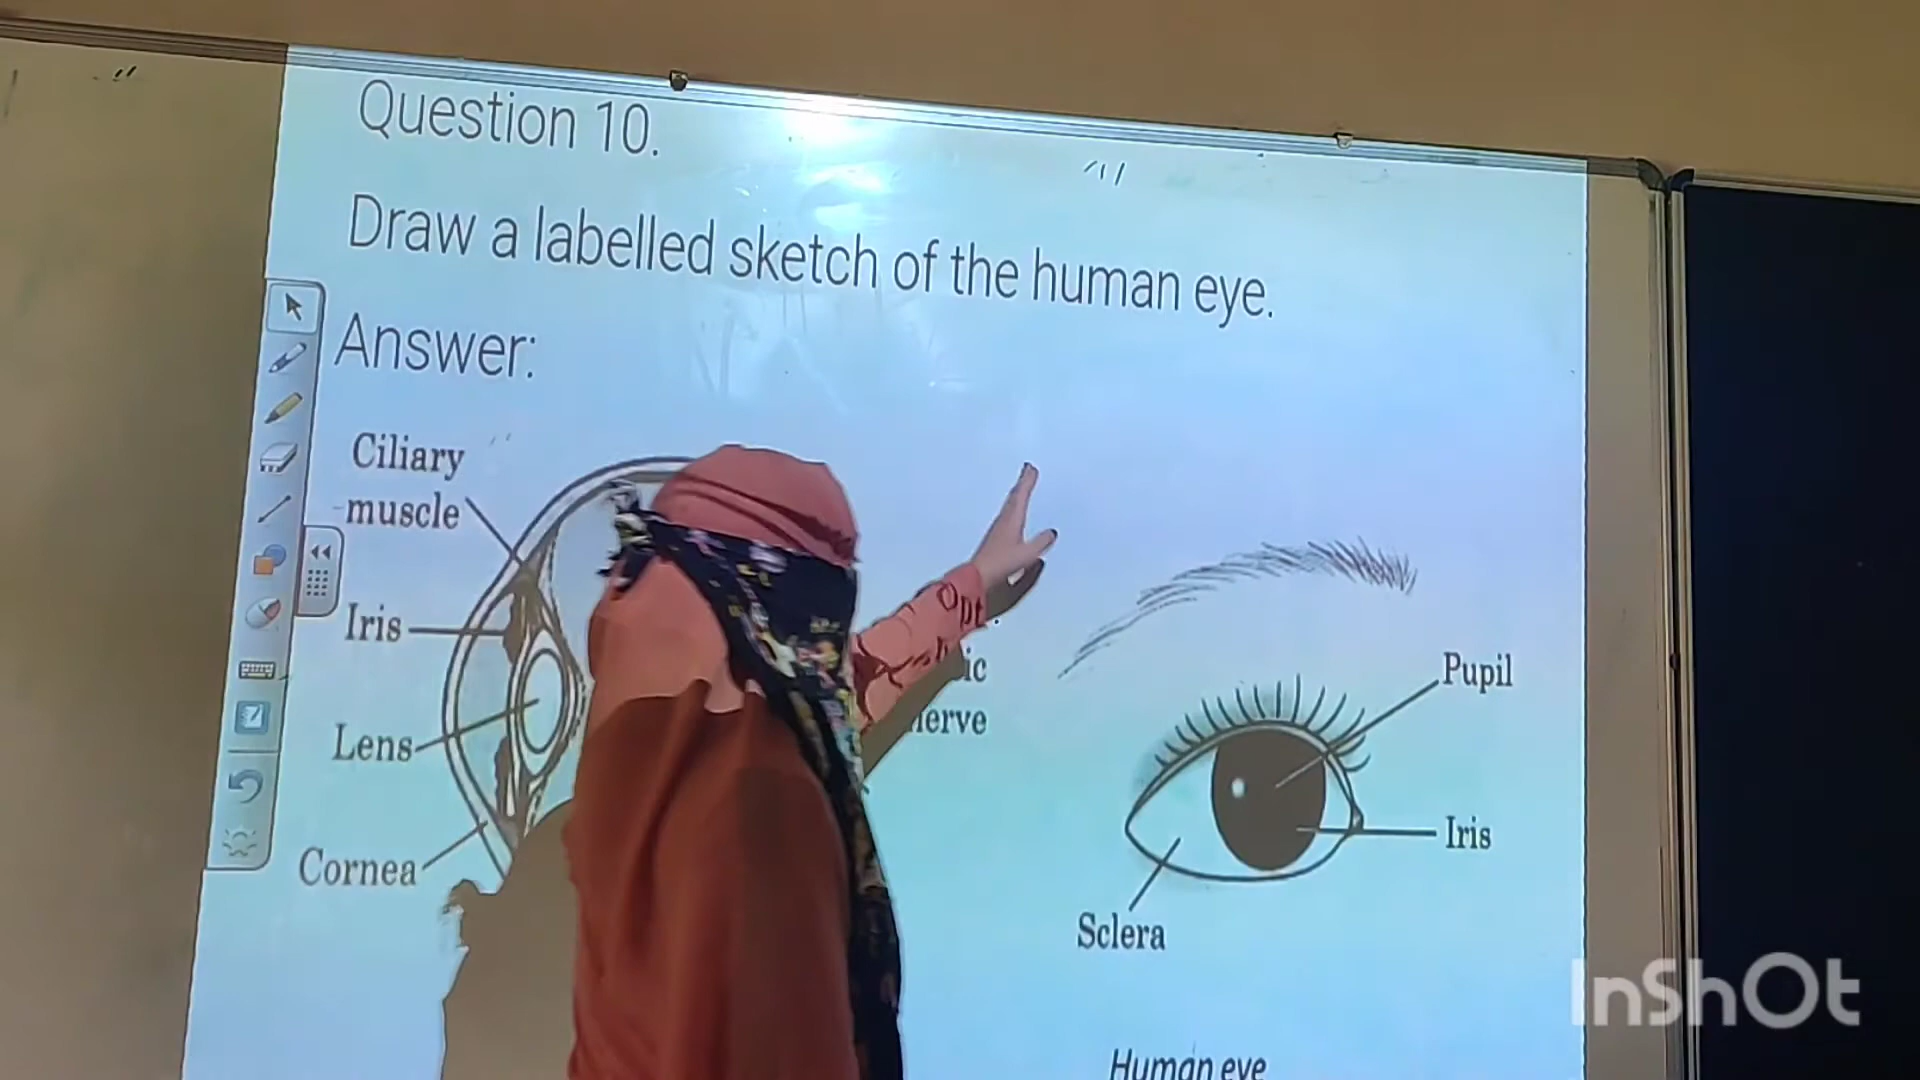 Question 10.
Draw a labelled sketch of the human eye.
Answer:
Ciliary
muscle
Iris
Lens
Cornea
nerve
Pupil
Iris
Sclera
Human eye
InShOt